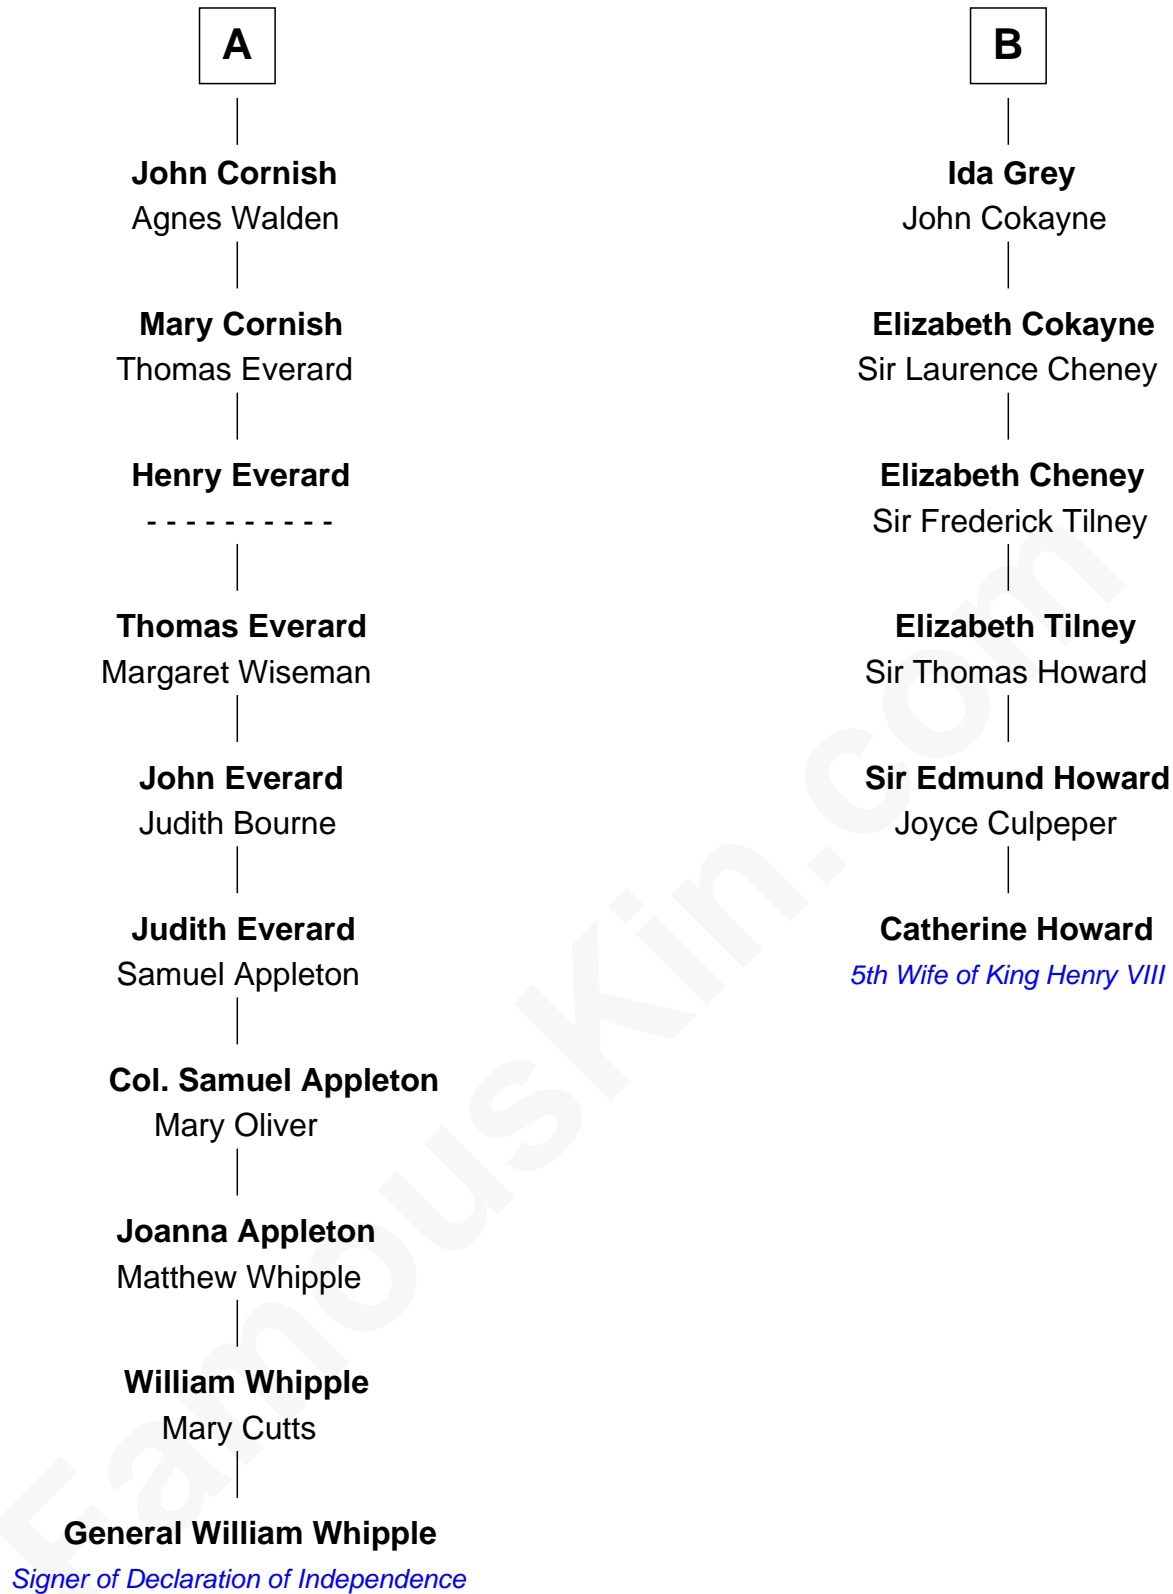 A
John Cornish
Agnes Walden
Mary Cornish
Thomas Everard
Henry Everard
- - - - - - - - - -
Thomas Everard
Margaret Wiseman
John Everard
Judith Bourne
Judith Everard
Samuel Appleton
Col. Samuel Appleton
Mary Oliver
Joanna Appleton
Matthew Whipple
William Whipple
Mary Cutts
General William Whipple
Signer of Declaration of Independence
B
Ida Grey
John Cokayne
Elizabeth Cokayne
Sir Laurence Cheney
Elizabeth Cheney
Sir Frederick Tilney
Elizabeth Tilney
Sir Thomas Howard
Sir Edmund Howard
Joyce Culpeper
Catherine Howard
5th Wife of King Henry VIII
FamousKin.com